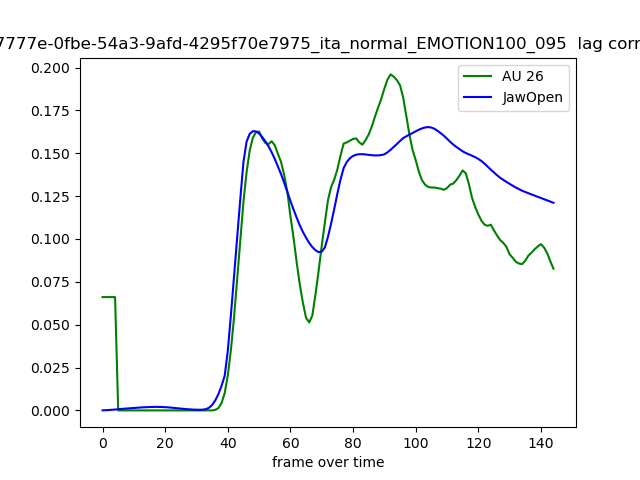 7777e-0fbe-54a3-9afd-4295f70e7975_ita_normal_EMOTION100_095 lag corr
AU 26
JawOpen
0.200
0.175
0.150
0.125
0.100
0.075
0.050
0.025
0.000
0 20 40 60 80 100 120 140
frame over time